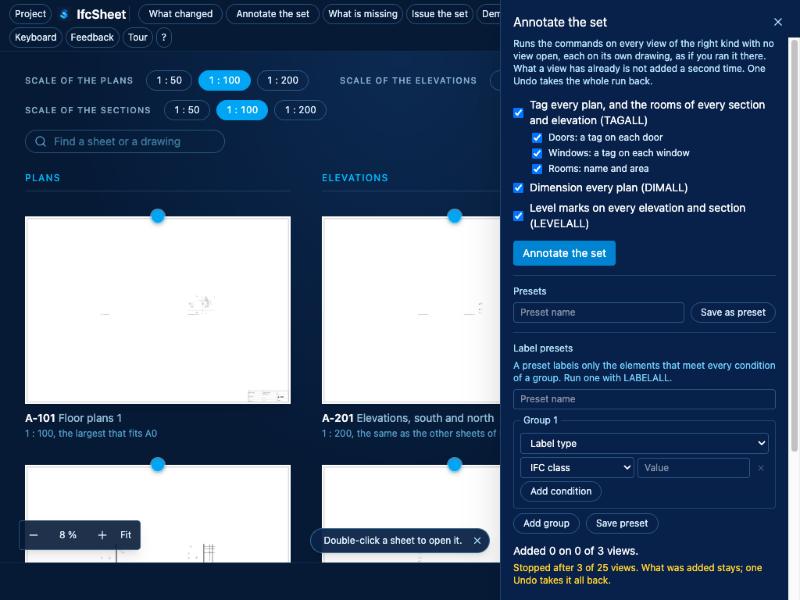 Project IfcSheet What changed Annotate the set What is missing Issue the set Dem
Keyboard Feedback Tour ?
SCALE OF THE PLANS 1 : 50 1 : 100 1 : 200 SCALE OF THE ELEVATIONS
SCALE OF THE SECTIONS 1 : 50 1 : 100 1 : 200
Find a sheet or a drawing
PLANS ELEVATIONS
A-101 Floor plans 1
1 : 100, the largest that fits A0
A-201 Elevations, south and north
1 : 200, the same as the other sheets of
8 % Fit
Double-click a sheet to open it.
Annotate the set
Runs the commands on every view of the right kind with no
view open, each on its own drawing, as if you ran it there.
What a view has already is not added a second time. One
Undo takes the whole run back.
Tag every plan, and the rooms of every section
and elevation (TAGALL)
Doors: a tag on each door
Windows: a tag on each window
Rooms: name and area
Dimension every plan (DIMALL)
Level marks on every elevation and section
(LEVELALL)
Annotate the set
Presets
Preset name Save as preset
Label presets
A preset labels only the elements that meet every condition
of a group. Run one with LABELALL.
Preset name
Group 1
Label type
IFC class Value
Add condition
Add group Save preset
Added 0 on 0 of 3 views.
Stopped after 3 of 25 views. What was added stays; one
Undo takes it all back.